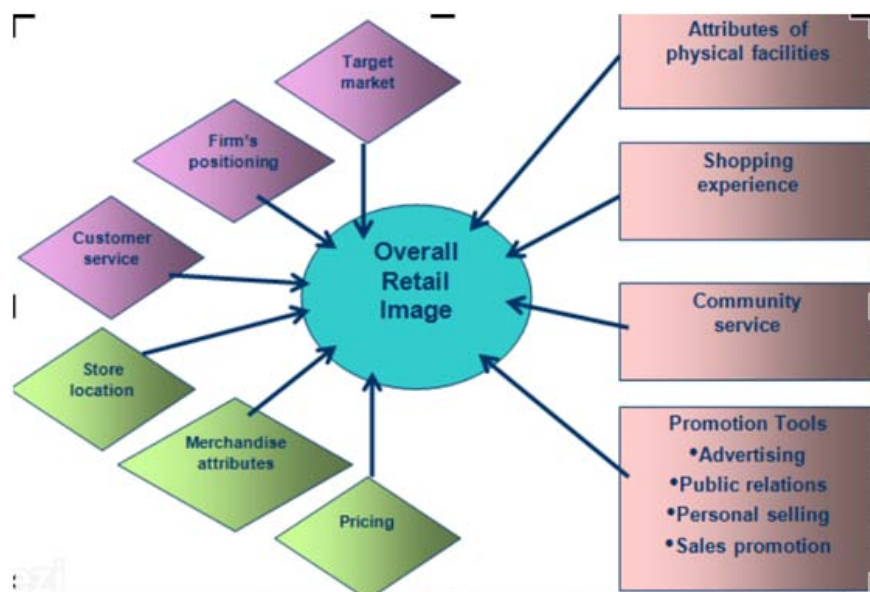 Target
market
Firm's
positioning
Customer
service
Store
location
Merchandise
attributes
Pricing
Overall
Retail
Image
Attributes of
physical facilities
Shopping
experience
Community
service
Promotion Tools
•Advertising
•Public relations
•Personal selling
•Sales promotion